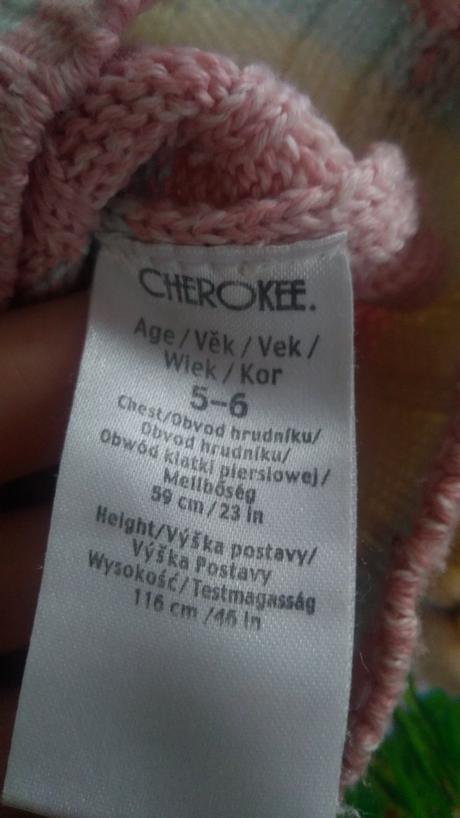 CHEROKEE.
Age/Věk/Vek/
Wiek/Kor
5–6
Chest/Obvod hrudníku/
Obvod hrudníku/
Obwód klatki piersiowej/
Mellbőség
59 cm/23 in
Height/Výška postavy/
Výška Postavy
Wysokość/Testmagasság
116 cm/46 in